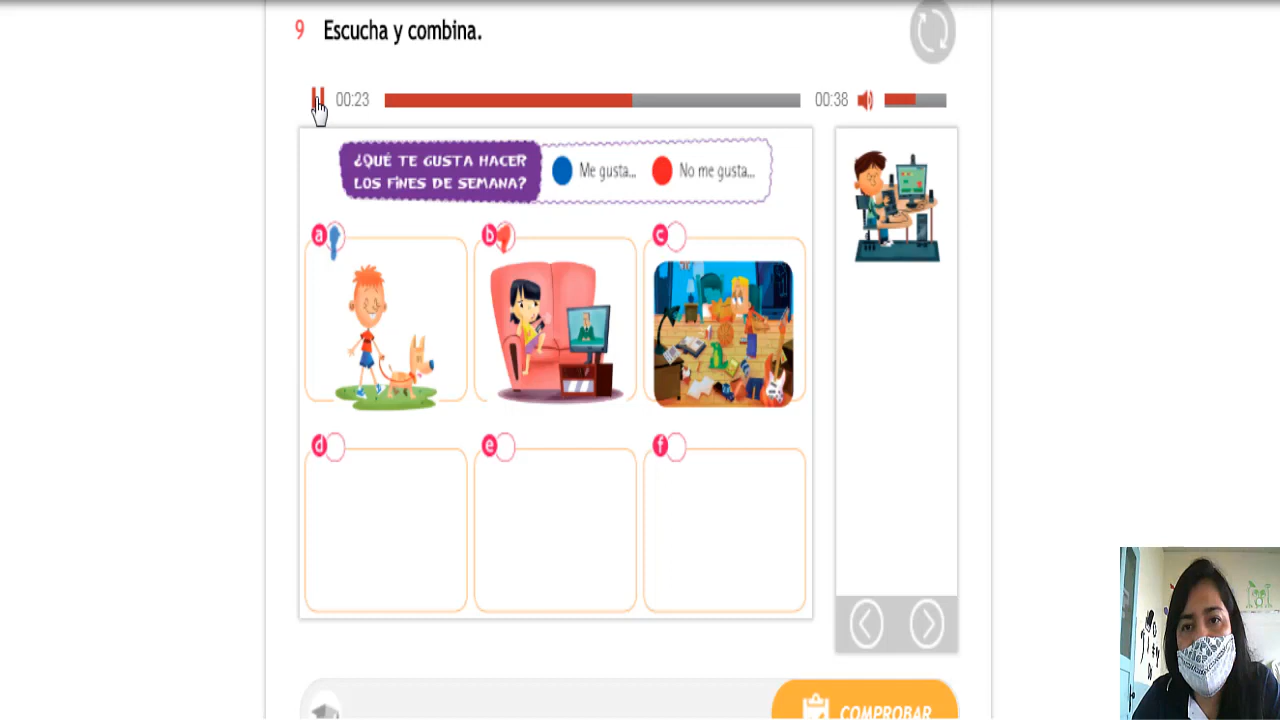 9 Escucha y combina.
00:23 00:38
¿QUÉ TE GUSTA HACER
LOS FINES DE SEMANA?
Me gusta... No me gusta...
a b c
d e f
COMPROBAR